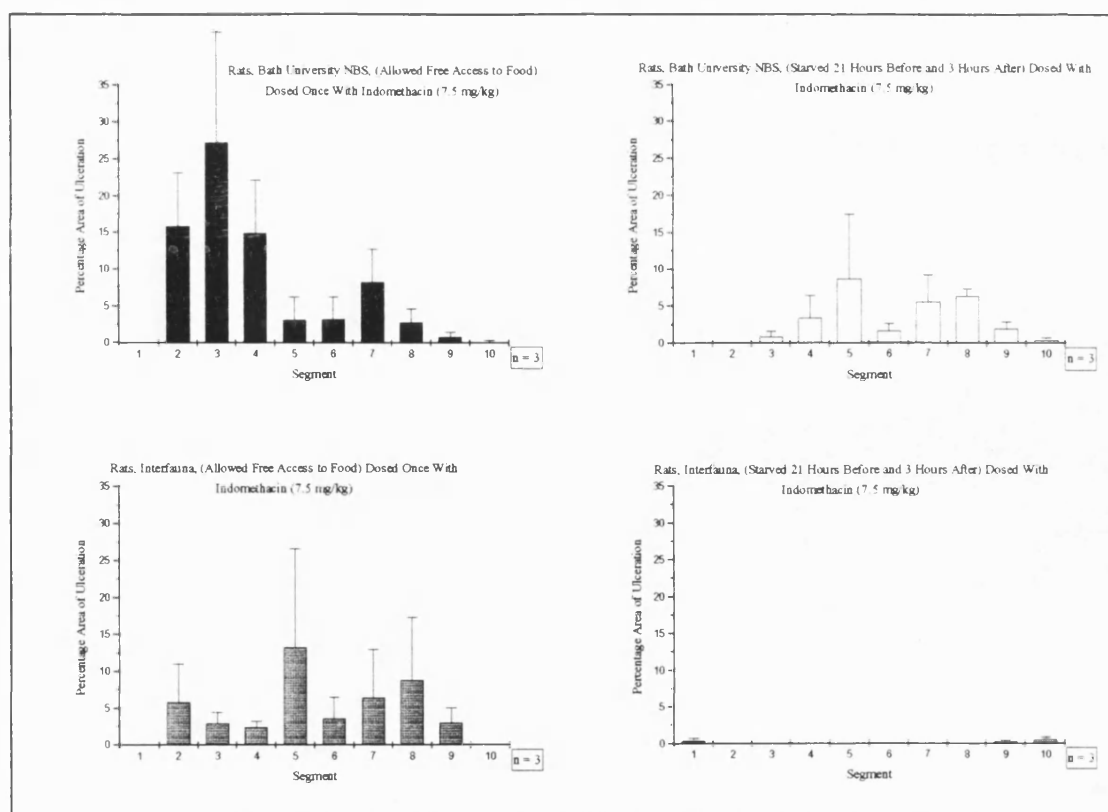 Rats, Bath University NBS, (Allowed Free Access to Food)
Dosed Once With Indomethacin (7.5 mg/kg)
Percentage Area of Ulceration
35
30
25
20
15
10
5
0
1 2 3 4 5 6 7 8 9 10
Segment
n = 3
Rats, Bath University NBS, (Starved 21 Hours Before and 3 Hours After) Dosed With
Indomethacin (7.5 mg/kg)
Percentage Area of Ulceration
35
30
25
20
15
10
5
0
1 2 3 4 5 6 7 8 9 10
Segment
n = 3
Rats, Interfauna, (Allowed Free Access to Food) Dosed Once With
Indomethacin (7.5 mg/kg)
Percentage Area of Ulceration
35
30
25
20
15
10
5
0
1 2 3 4 5 6 7 8 9 10
Segment
n = 3
Rats, Interfauna, (Starved 21 Hours Before and 3 Hours After) Dosed With
Indomethacin (7.5 mg/kg)
Percentage Area of Ulceration
35
30
25
20
15
10
5
0
1 2 3 4 5 6 7 8 9 10
Segment
n = 3